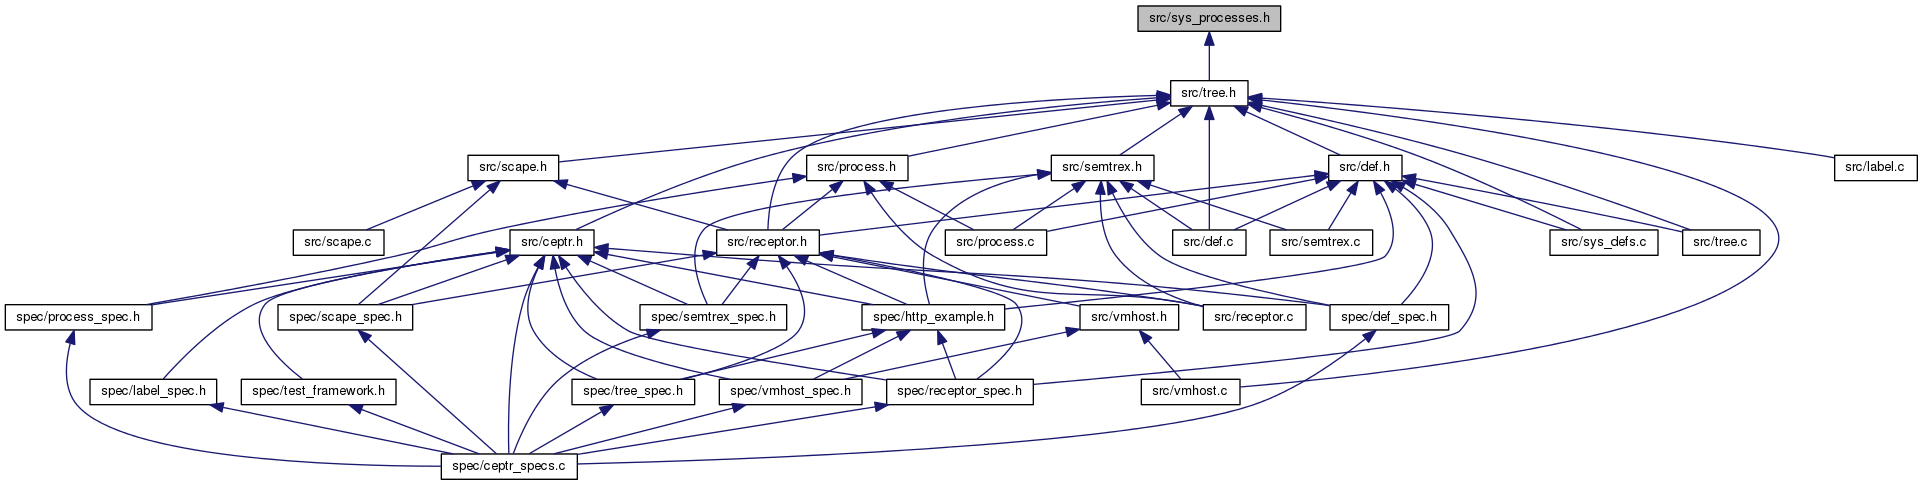 src/sys_processes.h
src/tree.h
src/scape.h
src/process.h
src/semtrex.h
src/def.h
src/label.c
src/scape.c
src/ceptr.h
src/receptor.h
src/process.c
src/def.c
src/semtrex.c
src/sys_defs.c
src/tree.c
spec/process_spec.h
spec/scape_spec.h
spec/semtrex_spec.h
spec/http_example.h
src/vmhost.h
src/receptor.c
spec/def_spec.h
spec/label_spec.h
spec/test_framework.h
spec/tree_spec.h
spec/vmhost_spec.h
spec/receptor_spec.h
src/vmhost.c
spec/ceptr_specs.c